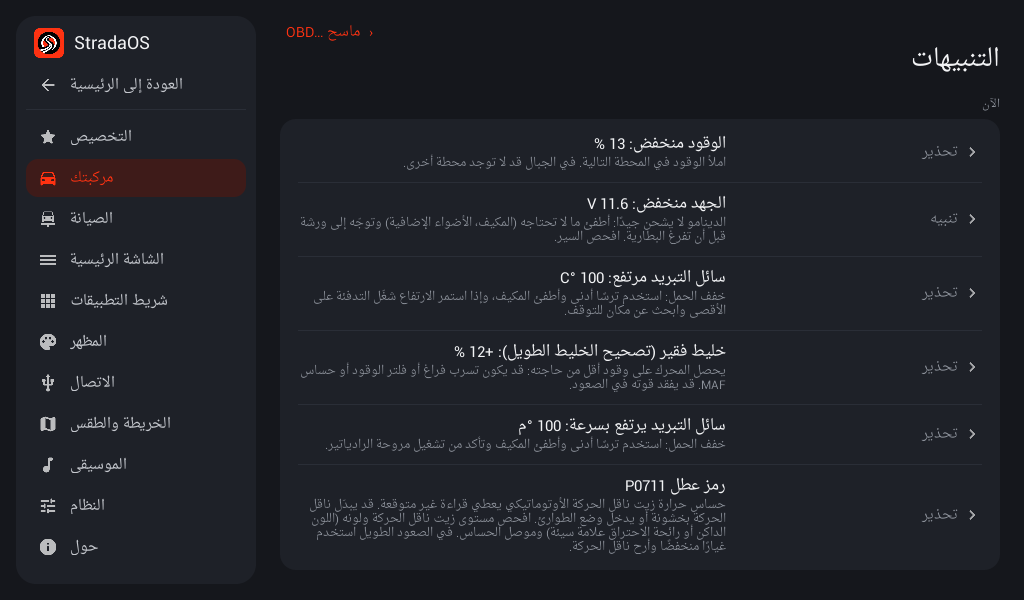 StradaOS
العودة إلى الرئيسية
التخصيص
مركبتك
الصيانة
الشاشة الرئيسية
شريط التطبيقات
المظهر
الاتصال
الخريطة والطقس
الموسيقى
النظام
حول
ماسح OBD…
التنبيهات
الآن
الوقود منخفض: 13 %
املأ الوقود في المحطة التالية. في الجبال قد لا توجد محطة أخرى.
تحذير
الجهد منخفض: 11.6 V
الدينامو لا يشحن جيدًا: أطفئ ما لا تحتاجه (المكيف، الأضواء الإضافية) وتوجّه إلى ورشة
قبل أن تفرغ البطارية. افحص السير.
تنبيه
سائل التبريد مرتفع: 100 °C
خفف الحمل: استخدم ترسًا أدنى وأطفئ المكيف، وإذا استمر الارتفاع شغّل التدفئة على
الأقصى وابحث عن مكان للتوقف.
تحذير
خليط فقير (تصحيح الخليط الطويل): +12 %
يحصل المحرك على وقود أقل من حاجته: قد يكون تسرب فراغ أو فلتر الوقود أو حساس
MAF. قد يفقد قوته في الصعود.
تحذير
سائل التبريد يرتفع بسرعة: 100 °م
خفف الحمل: استخدم ترسًا أدنى وأطفئ المكيف وتأكد من تشغيل مروحة الرادياتير.
تحذير
رمز عطل P0711
حساس حرارة زيت ناقل الحركة الأوتوماتيكي يعطي قراءة غير متوقعة. قد يبدّل ناقل
الحركة بخشونة أو يدخل وضع الطوارئ. افحص مستوى زيت ناقل الحركة ولونه (اللون
الداكن أو رائحة الاحتراق علامة سيئة) وموصل الحساس. في الصعود الطويل استخدم
غيارًا منخفضًا وأرح ناقل الحركة.
تحذير